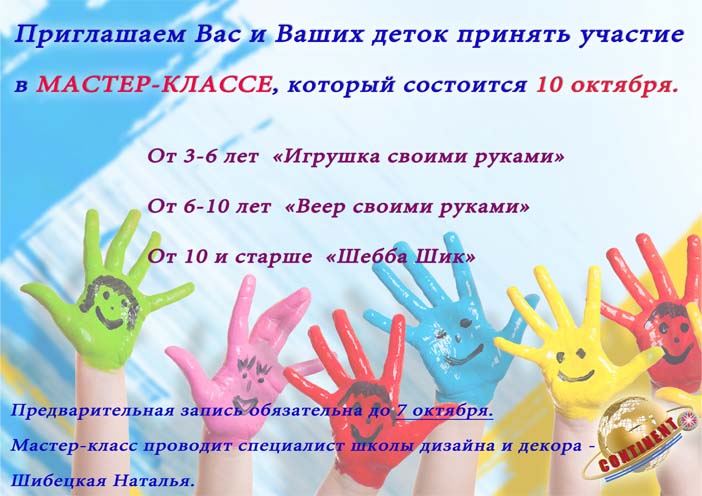 Приглашаем Вас и Ваших деток принять участие
в МАСТЕР-КЛАССЕ, который состоится 10 октября.
От 3-6 лет «Игрушка своими руками»
От 6-10 лет «Веер своими руками»
От 10 и старше «Шебба Шик»
Предварительная запись обязательна до 7 октября.
Мастер-класс проводит специалист школы дизайна и декора -
Шибецкая Наталья.
CONTINENT